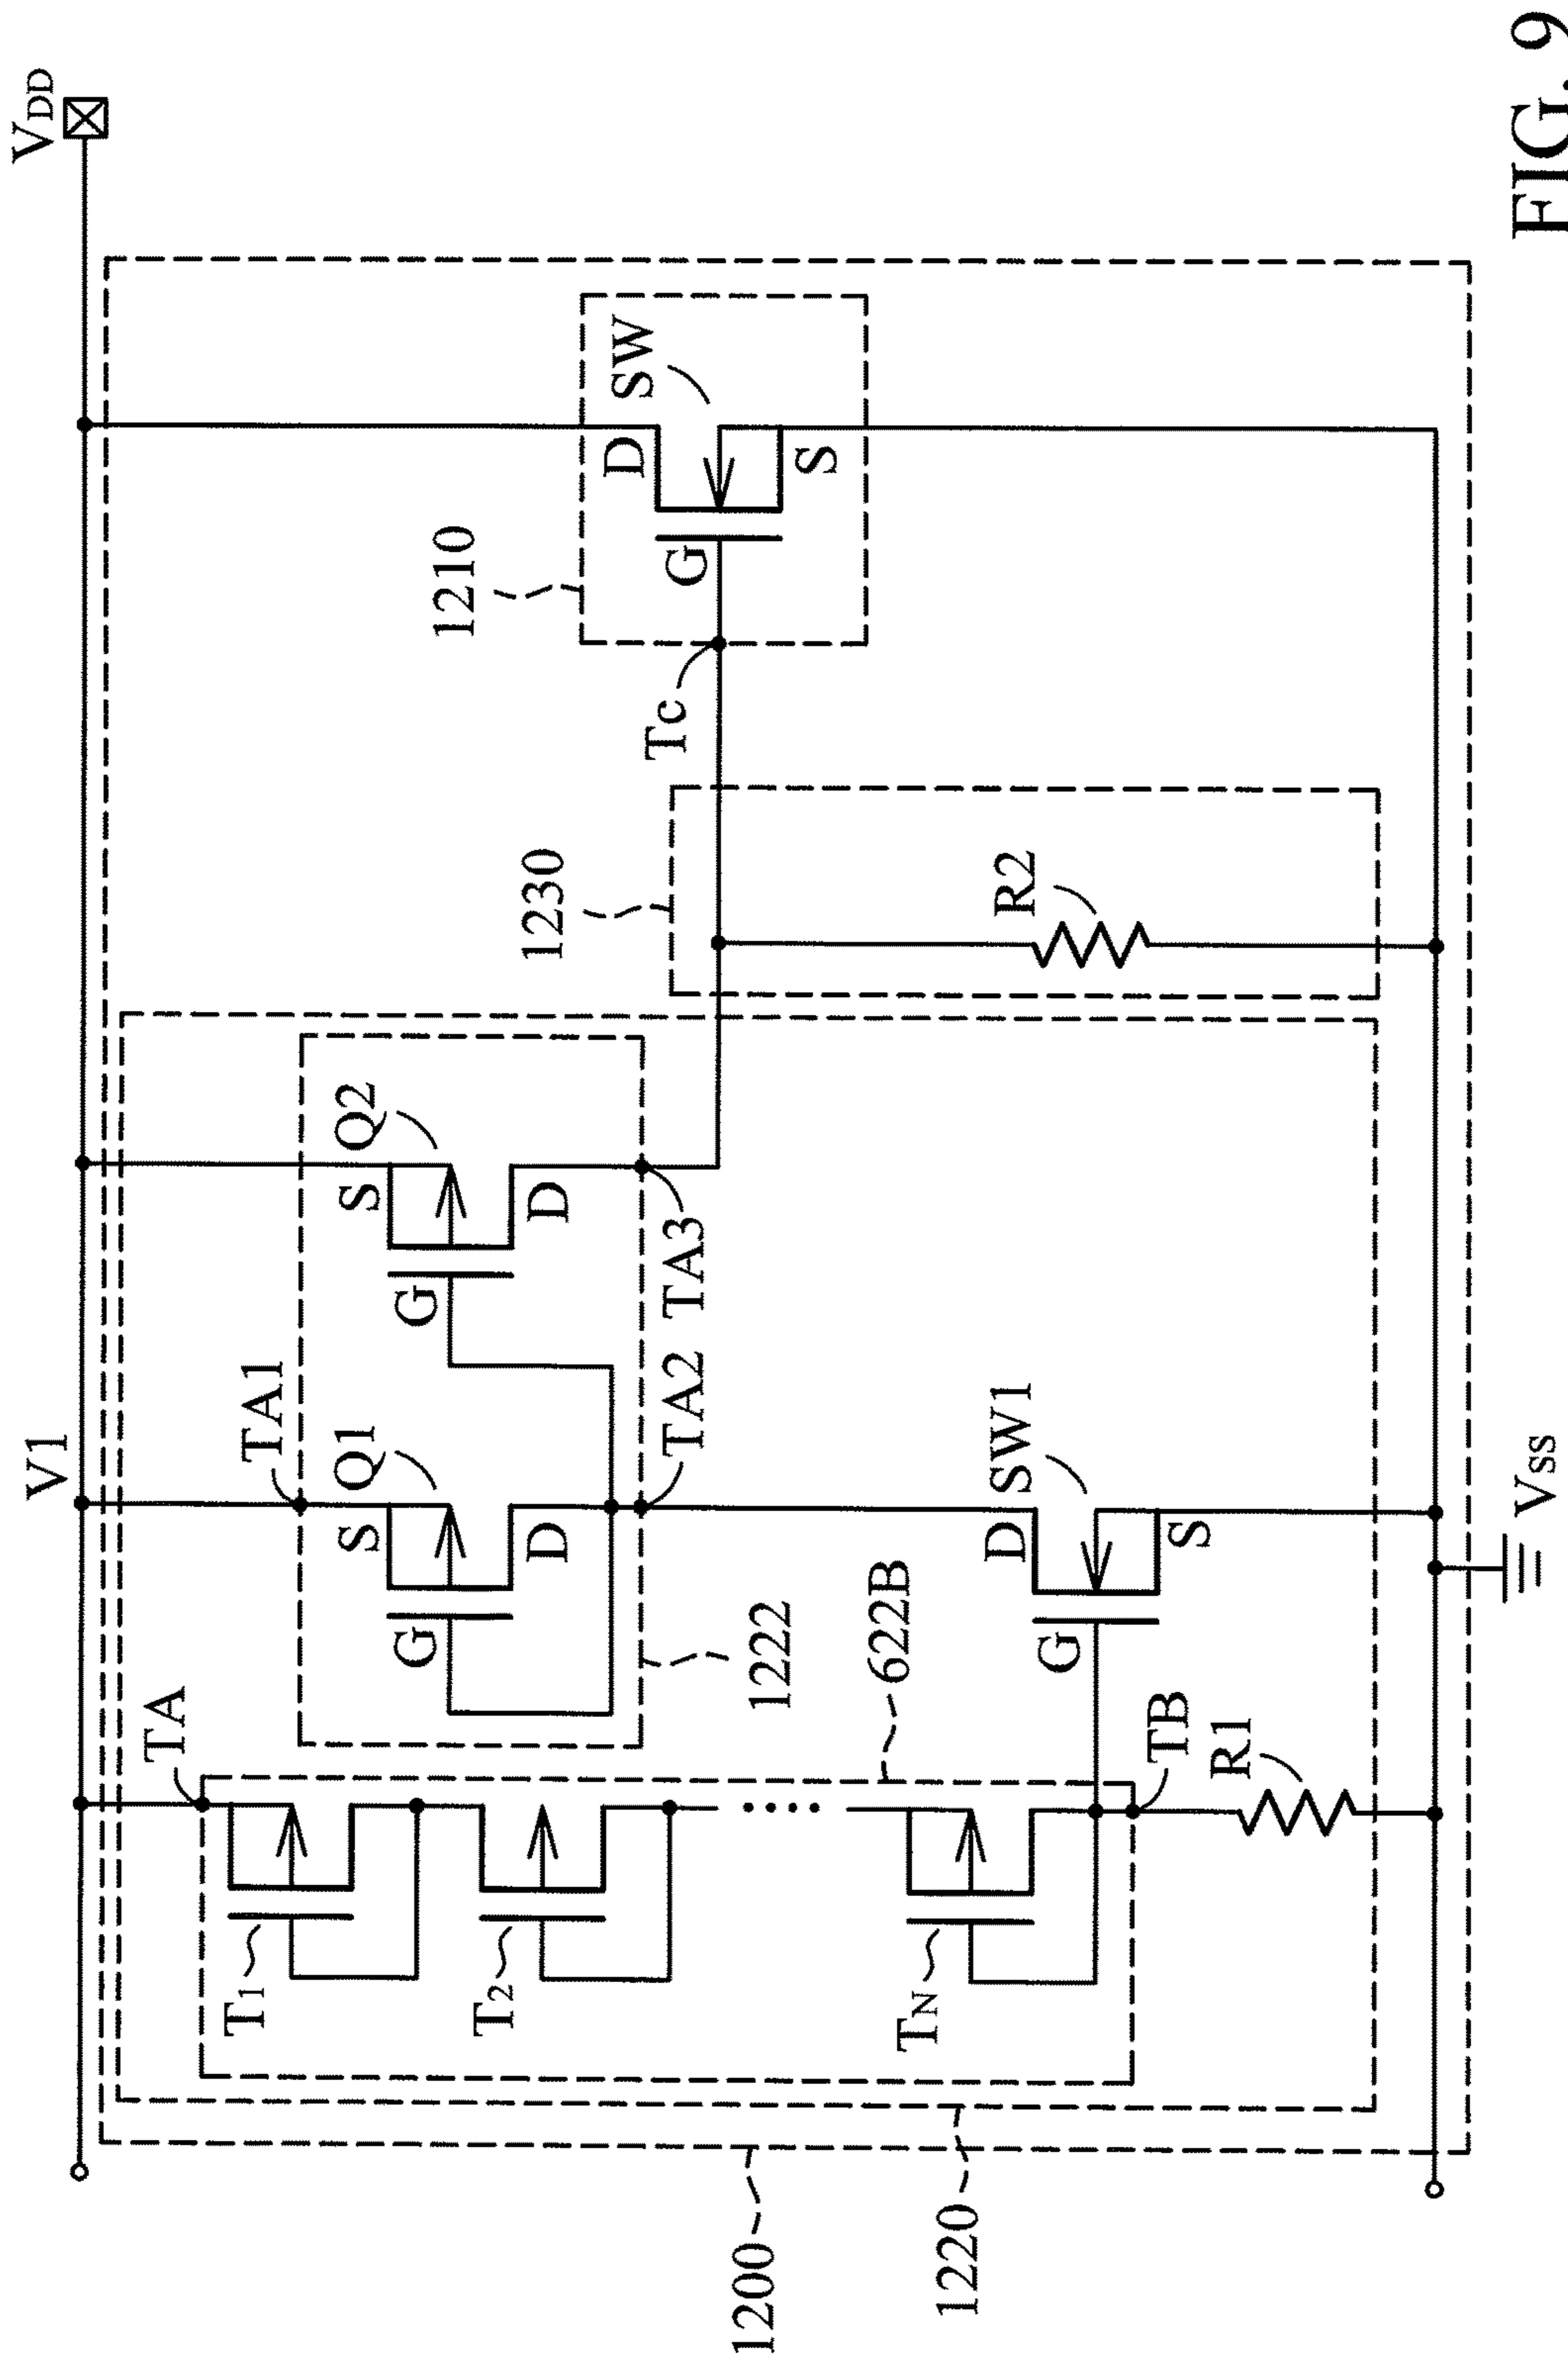 V1
VDD
TA
TA1
T1
T2
TN
S
Q1
G
D
S
Q2
G
D
TA2
TA3
1222
622B
1210
D
SW
G
S
Tc
1230
R2
D
SW1
G
S
TB
R1
VSS
1200
1220
FIG. 9